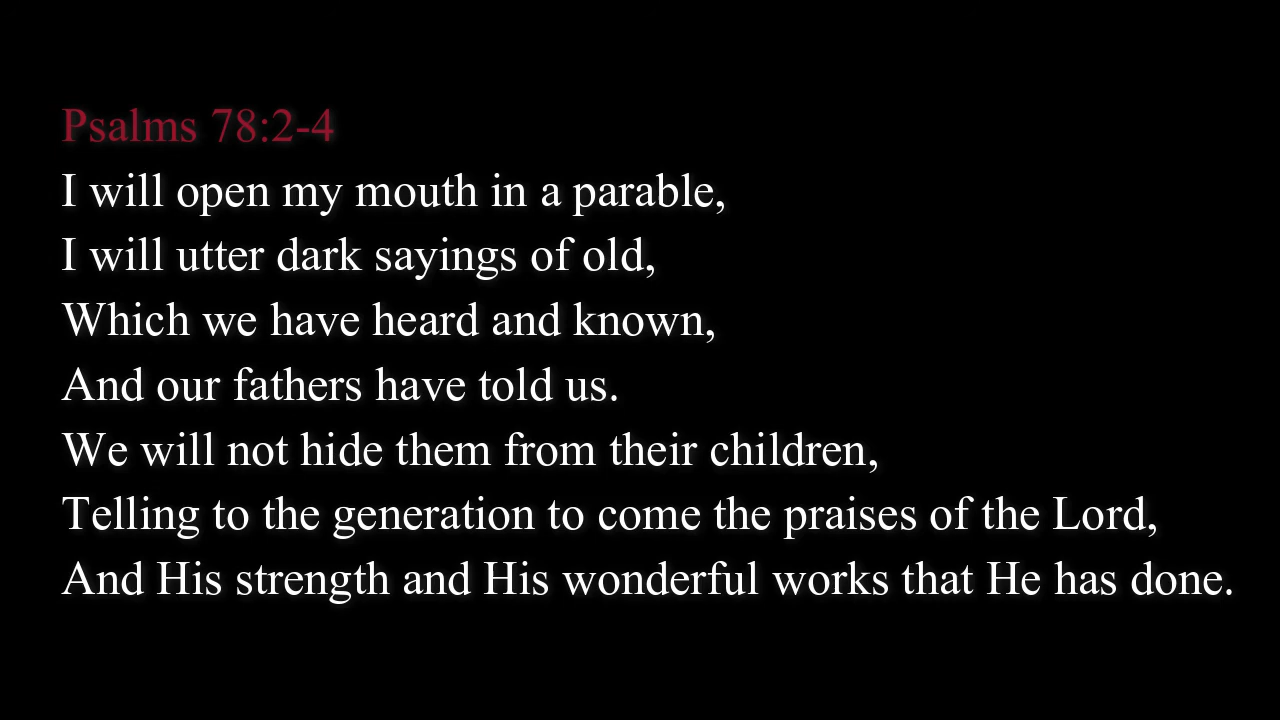 Psalms 78:2-4
I will open my mouth in a parable,
I will utter dark sayings of old,
Which we have heard and known,
And our fathers have told us.
We will not hide them from their children,
Telling to the generation to come the praises of the Lord,
And His strength and His wonderful works that He has done.